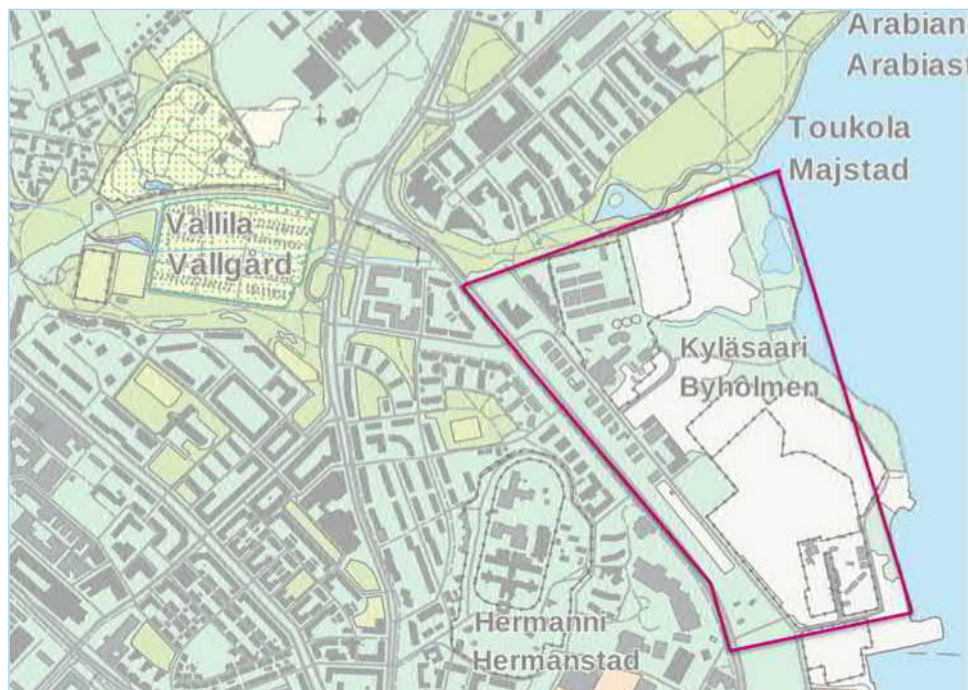 Arabian
Arabiast
Toukola
Majstad
Vallila
Vallgård
Kyläsaari
Byholmen
Hermanni
Hermanstad